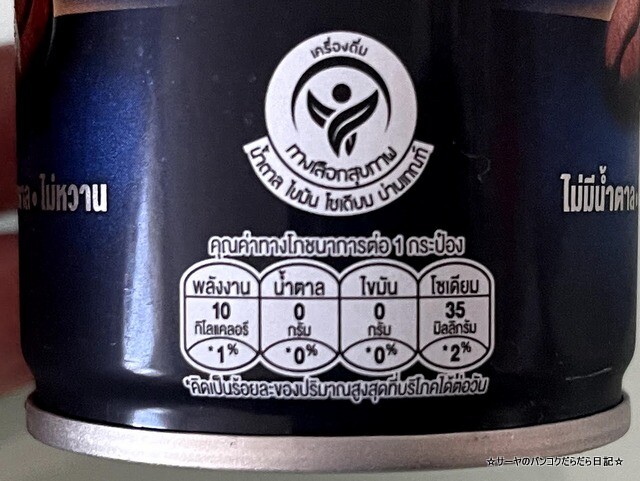 เครื่องดื่ม
ทางเลือกสุขภาพ
น้ำตาล ไขมัน โซเดียม ผ่านเกณฑ์
ไม่หวาน
ไม่มีน้ำตาล
คุณค่าทางโภชนาการต่อ 1 กระป๋อง
พลังงาน น้ำตาล ไขมัน โซเดียม
10 0 0 35
กิโลแคลอรี กรัม กรัม มิลลิกรัม
*1% *0% *0% *2%
*คิดเป็นร้อยละของปริมาณสูงสุดที่บริโภคได้ต่อวัน
☆サーヤのバンコクだらだら日記☆